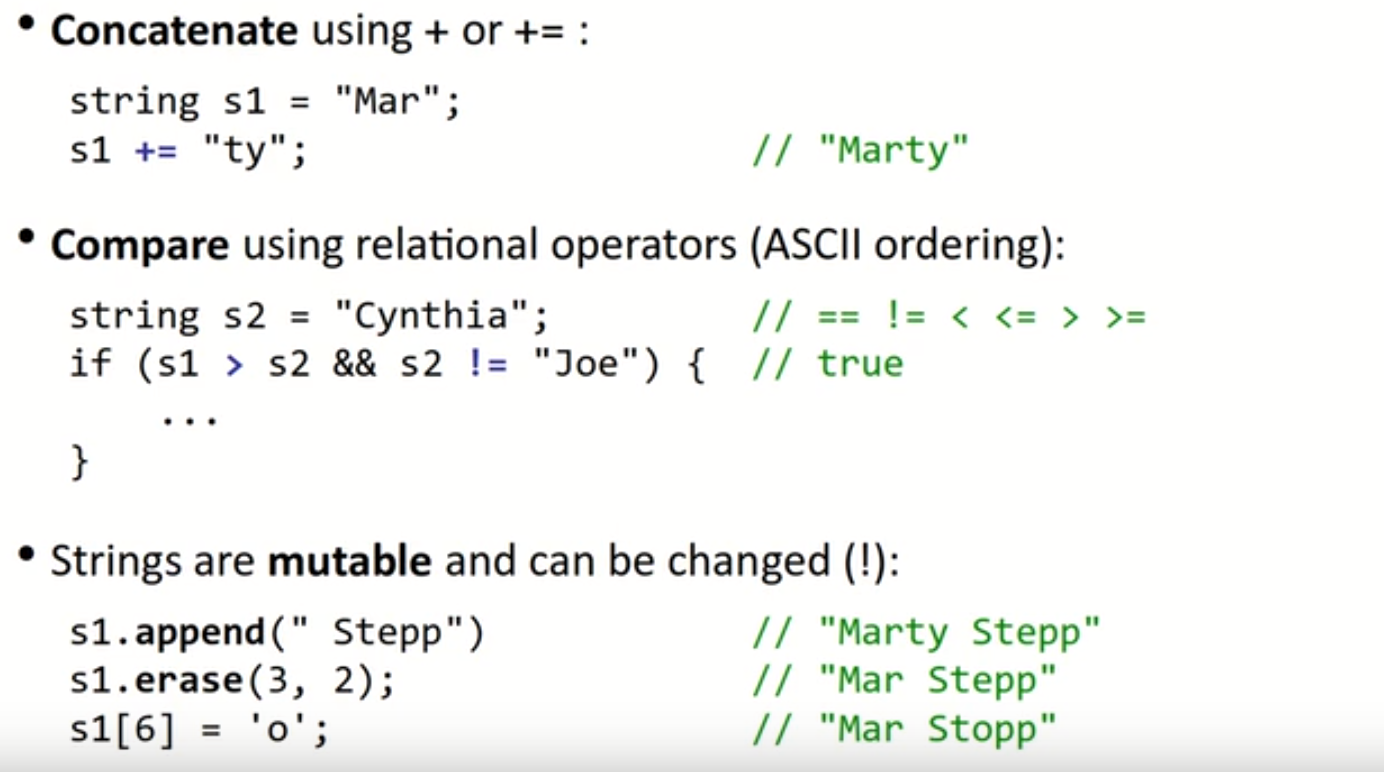 • Concatenate using + or += :
string s1 = "Mar";
s1 += "ty"; // "Marty"
• Compare using relational operators (ASCII ordering):
string s2 = "Cynthia"; // == != < <= > >=
if (s1 > s2 && s2 != "Joe") { // true
...
}
• Strings are mutable and can be changed (!):
s1.append(" Stepp") // "Marty Stepp"
s1.erase(3, 2); // "Mar Stepp"
s1[6] = 'o'; // "Mar Stopp"